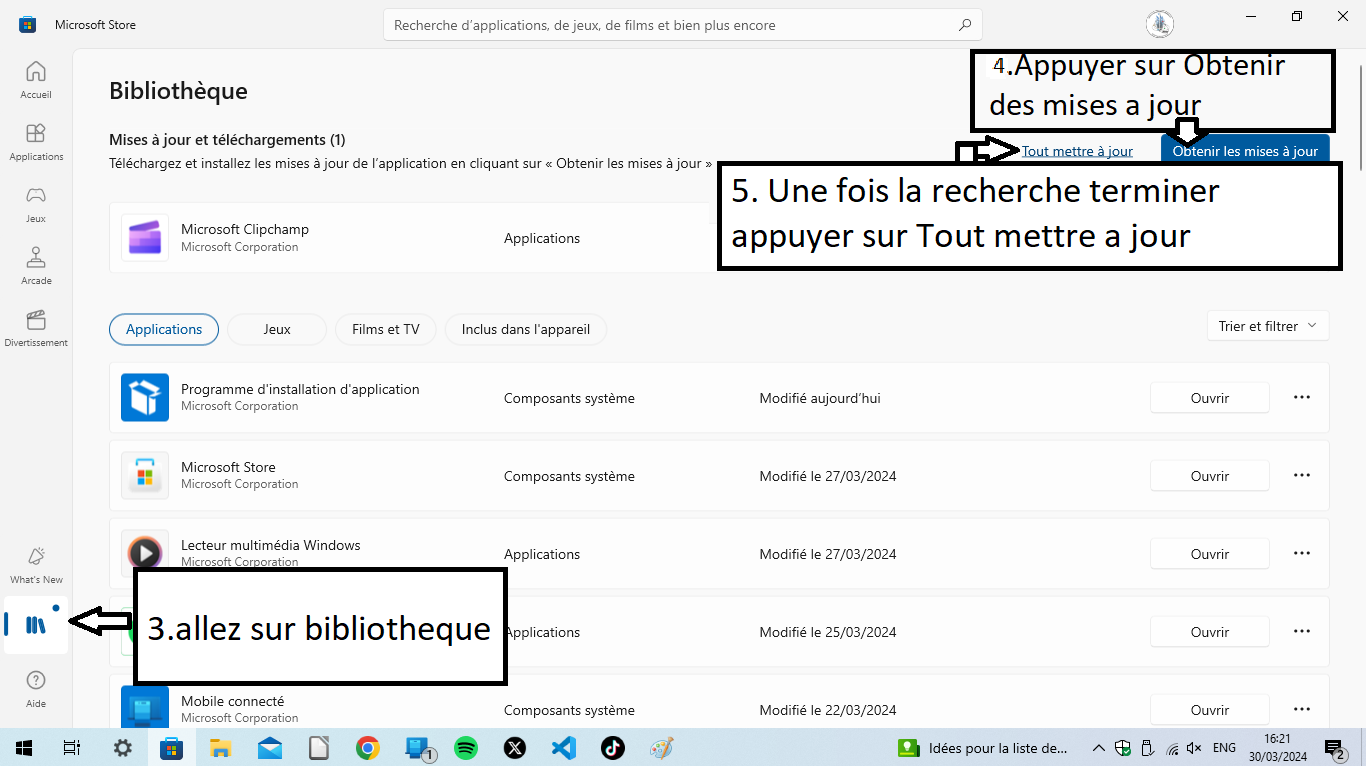 Microsoft Store
Recherche d'applications, de jeux, de films et bien plus encore
Accueil
Applications
Jeux
Arcade
Divertissement
What's New
Aide
Bibliothèque
4.Appuyer sur Obtenir
des mises a jour
Mises à jour et téléchargements (1)
Téléchargez et installez les mises à jour de l'application en cliquant sur « Obtenir les mises à jour »
Tout mettre à jour
Obtenir les mises à jour
5. Une fois la recherche terminer
appuyer sur Tout mettre a jour
Microsoft Clipchamp
Microsoft Corporation
Applications
Applications
Jeux
Films et TV
Inclus dans l'appareil
Trier et filtrer
Programme d'installation d'application
Microsoft Corporation
Composants système
Modifié aujourd'hui
Ouvrir
Microsoft Store
Microsoft Corporation
Composants système
Modifié le 27/03/2024
Ouvrir
Lecteur multimédia Windows
Microsoft Corporation
Applications
Modifié le 27/03/2024
Ouvrir
3.allez sur bibliotheque
Applications
Modifié le 25/03/2024
Ouvrir
Mobile connecté
Microsoft Corporation
Composants système
Modifié le 22/03/2024
Ouvrir
1
Idées pour la liste de...
ENG
16:21
30/03/2024
2